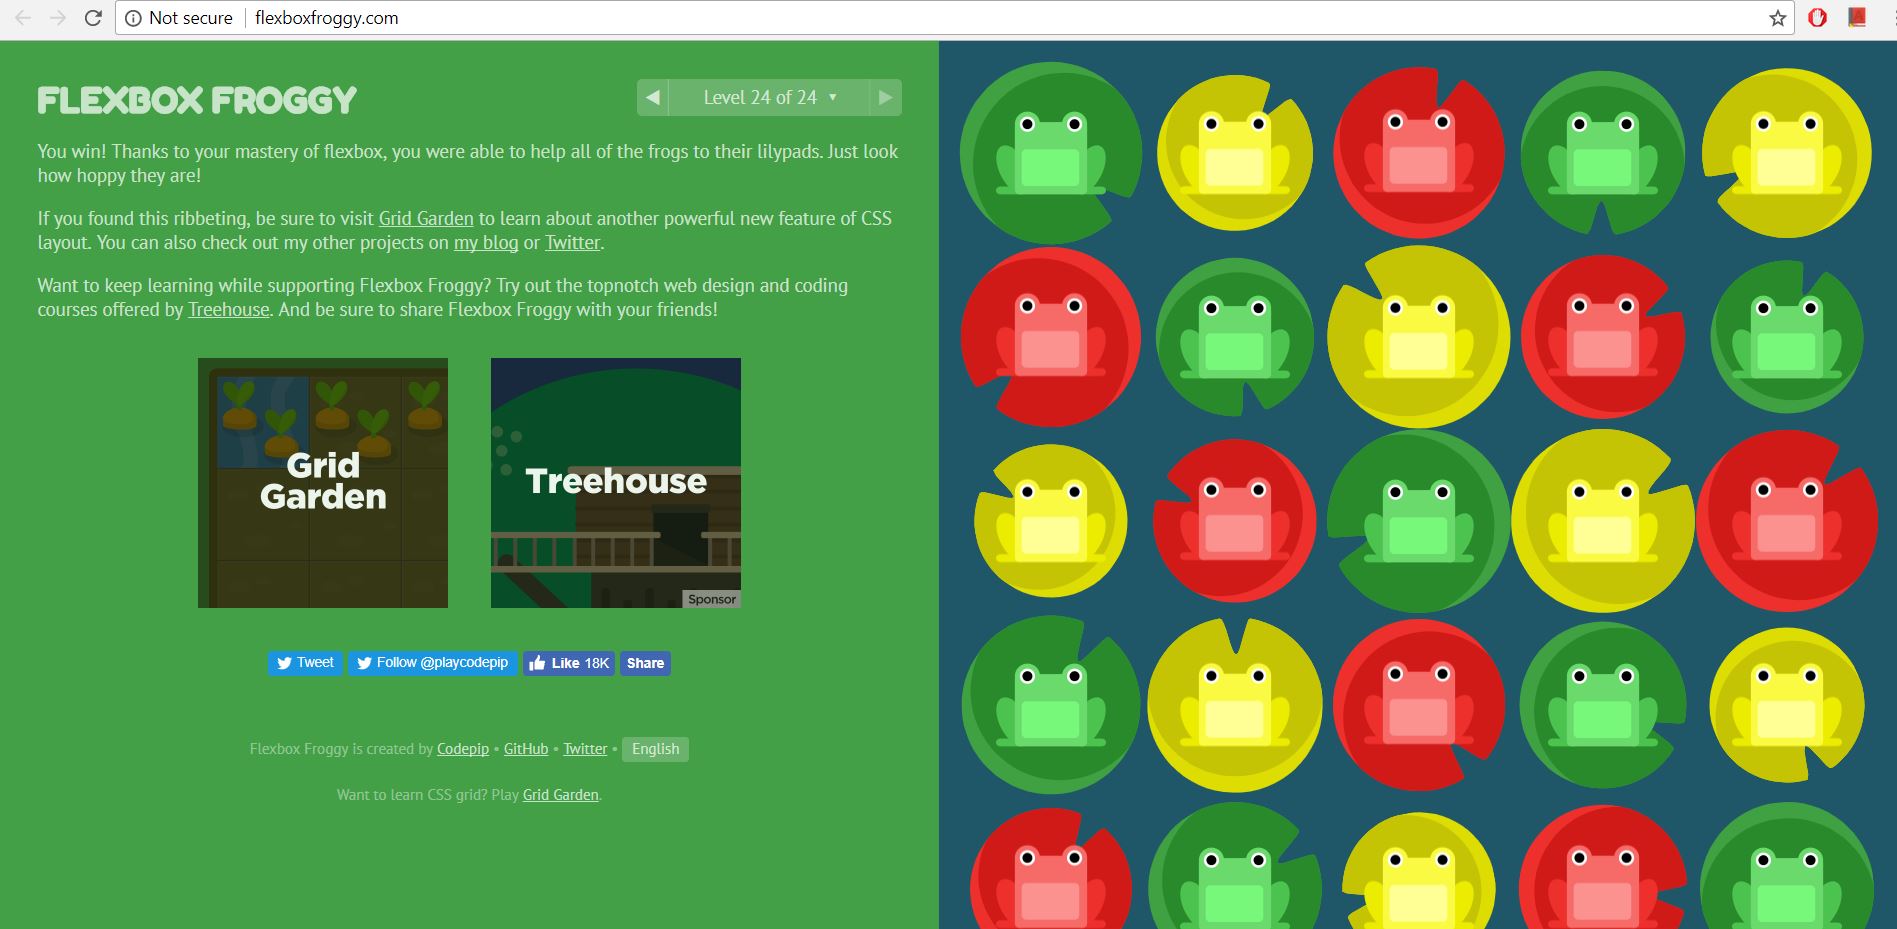 Not secure flexboxfroggy.com
FLEXBOX FROGGY
◀ Level 24 of 24 ▼ ▶
You win! Thanks to your mastery of flexbox, you were able to help all of the frogs to their lilypads. Just look
how hoppy they are!
If you found this ribbeting, be sure to visit Grid Garden to learn about another powerful new feature of CSS
layout. You can also check out my other projects on my blog or Twitter.
Want to keep learning while supporting Flexbox Froggy? Try out the topnotch web design and coding
courses offered by Treehouse. And be sure to share Flexbox Froggy with your friends!
Grid
Garden
Treehouse
Sponsor
Tweet Follow @playcodepip Like 18K Share
Flexbox Froggy is created by Codepip • GitHub • Twitter • English
Want to learn CSS grid? Play Grid Garden.